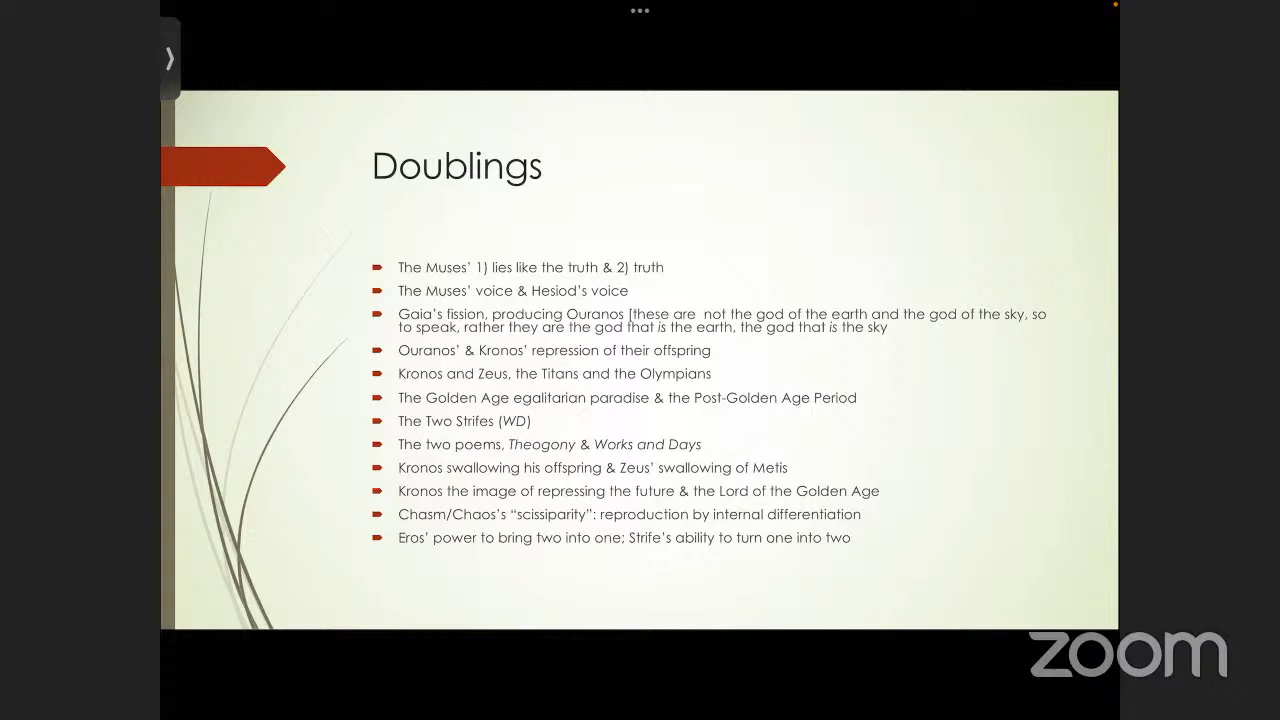 Doublings
The Muses’ 1) lies like the truth & 2) truth
The Muses’ voice & Hesiod’s voice
Gaia’s fission, producing Ouranos [these are not the god of the earth and the god of the sky, so
to speak, rather they are the god that is the earth, the god that is the sky
Ouranos’ & Kronos’ repression of their offspring
Kronos and Zeus, the Titans and the Olympians
The Golden Age egalitarian paradise & the Post-Golden Age Period
The Two Strifes (WD)
The two poems, Theogony & Works and Days
Kronos swallowing his offspring & Zeus’ swallowing of Metis
Kronos the image of repressing the future & the Lord of the Golden Age
Chasm/Chaos’s “scissiparity”: reproduction by internal differentiation
Eros’ power to bring two into one; Strife’s ability to turn one into two
zoom